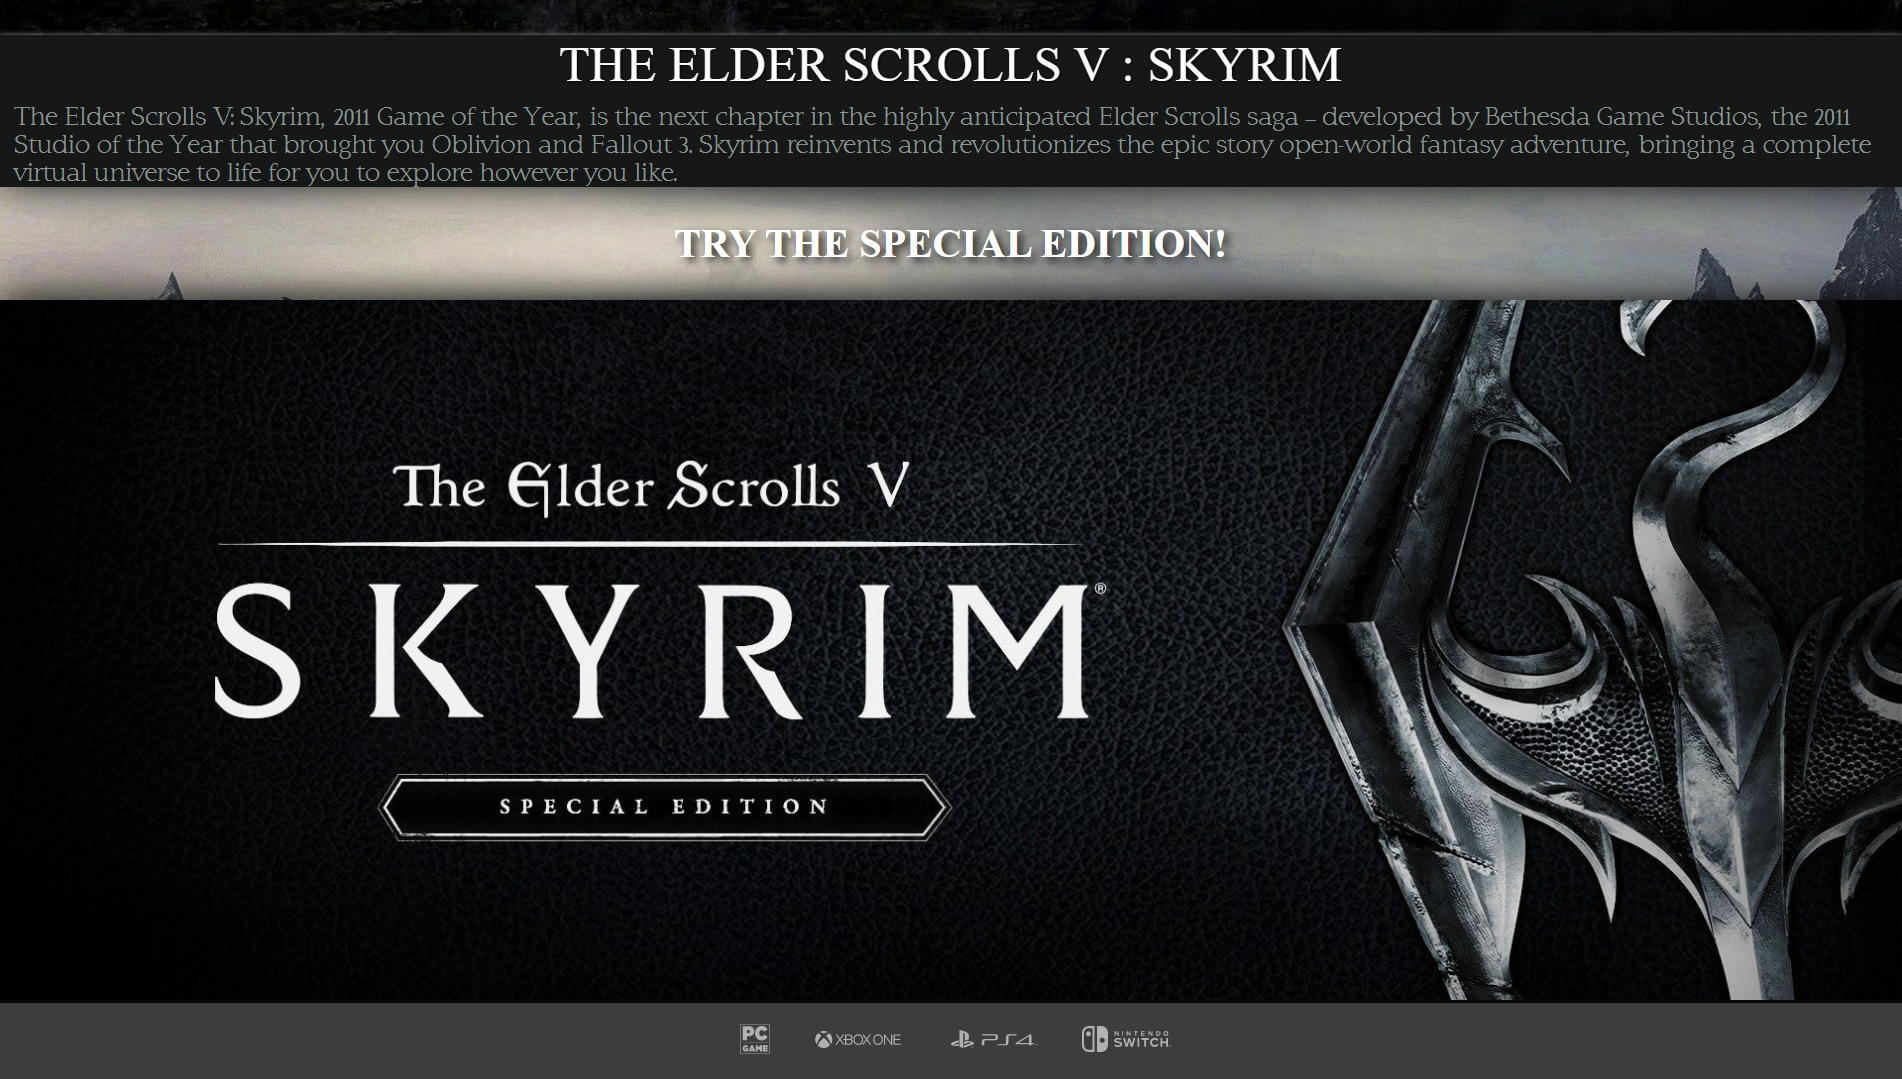 THE ELDER SCROLLS V : SKYRIM
The Elder Scrolls V: Skyrim, 2011 Game of the Year, is the next chapter in the highly anticipated Elder Scrolls saga – developed by Bethesda Game Studios, the 2011
Studio of the Year that brought you Oblivion and Fallout 3. Skyrim reinvents and revolutionizes the epic story open-world fantasy adventure, bringing a complete
virtual universe to life for you to explore however you like.
TRY THE SPECIAL EDITION!
The Elder Scrolls V
SKYRIM®
SPECIAL EDITION
PC GAME XBOX ONE PS4 NINTENDO SWITCH